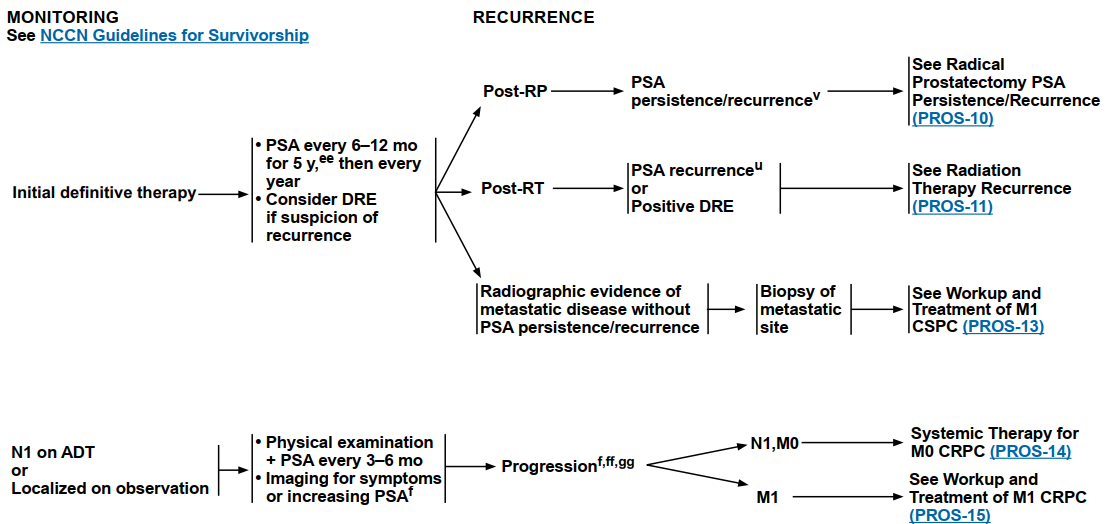 MONITORING
See NCCN Guidelines for Survivorship
RECURRENCE
Initial definitive therapy
• PSA every 6–12 mo
for 5 y,ee then every
year
• Consider DRE
if suspicion of
recurrence
Post-RP
PSA
persistence/recurrencev
See Radical
Prostatectomy PSA
Persistence/Recurrence
(PROS-10)
Post-RT
PSA recurrenceu
or
Positive DRE
See Radiation
Therapy Recurrence
(PROS-11)
Radiographic evidence of
metastatic disease without
PSA persistence/recurrence
Biopsy of
metastatic
site
See Workup and
Treatment of M1
CSPC (PROS-13)
N1 on ADT
or
Localized on observation
• Physical examination
+ PSA every 3–6 mo
• Imaging for symptoms
or increasing PSAf
Progressionf,ff,gg
N1,M0
Systemic Therapy for
M0 CRPC (PROS-14)
M1
See Workup and
Treatment of M1 CRPC
(PROS-15)